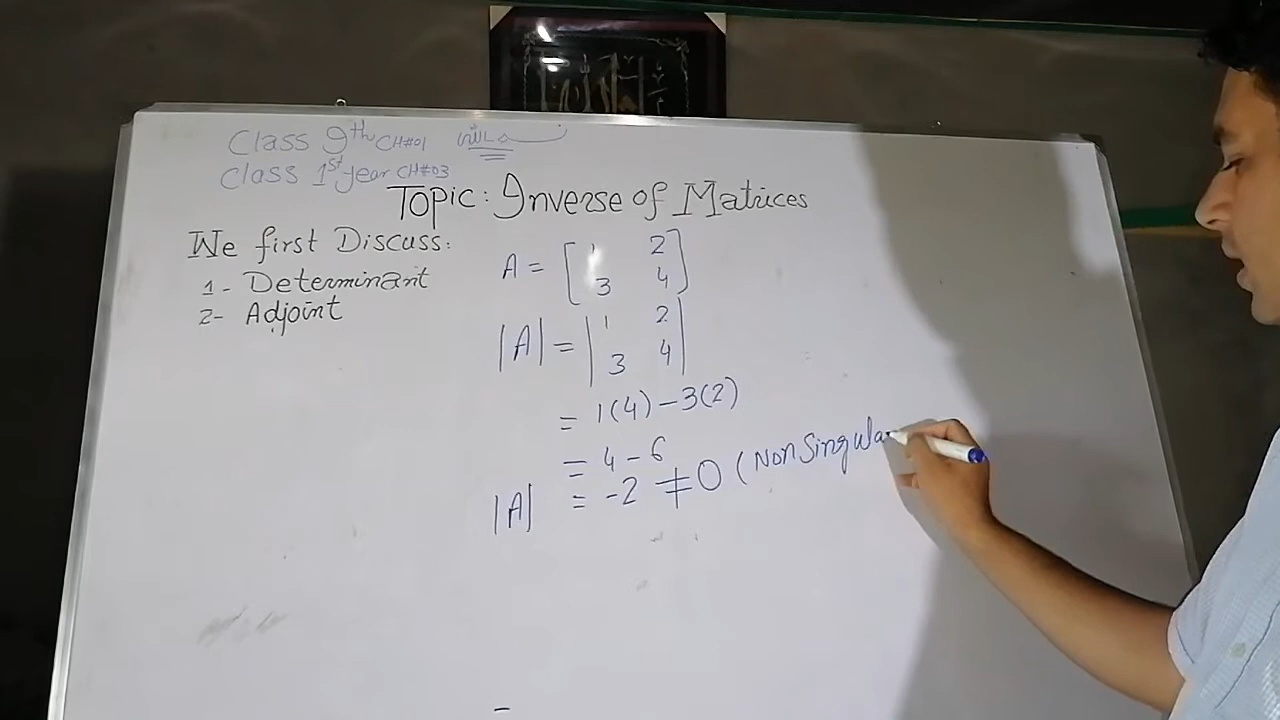 Class 9th CH#01
Class 1st year CH#03
Topic: Inverse of Matrices
We first Discuss:
1- Determinant
2- Adjoint
A = [1 2
3 4]
|A| = |1 2
3 4|
= 1(4) - 3(2)
= 4 - 6
|A| = -2 ≠ 0 (Non Singula